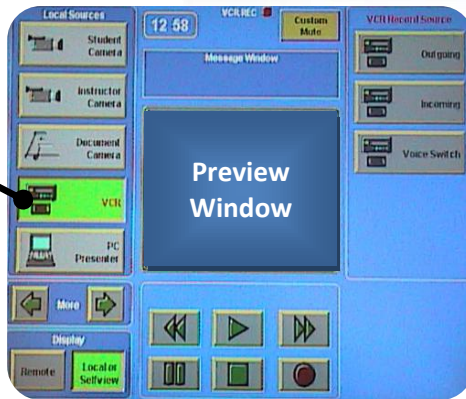 Local Sources
Student
Camera
Instructor
Camera
Document
Camera
VCR
PC
Presenter
More
Display
Remote
Local or
Selfview
12 58
VCR REC
Custom
Mute
Message Window
Preview
Window
VCR Record Source
Outgoing
Incoming
Voice Switch